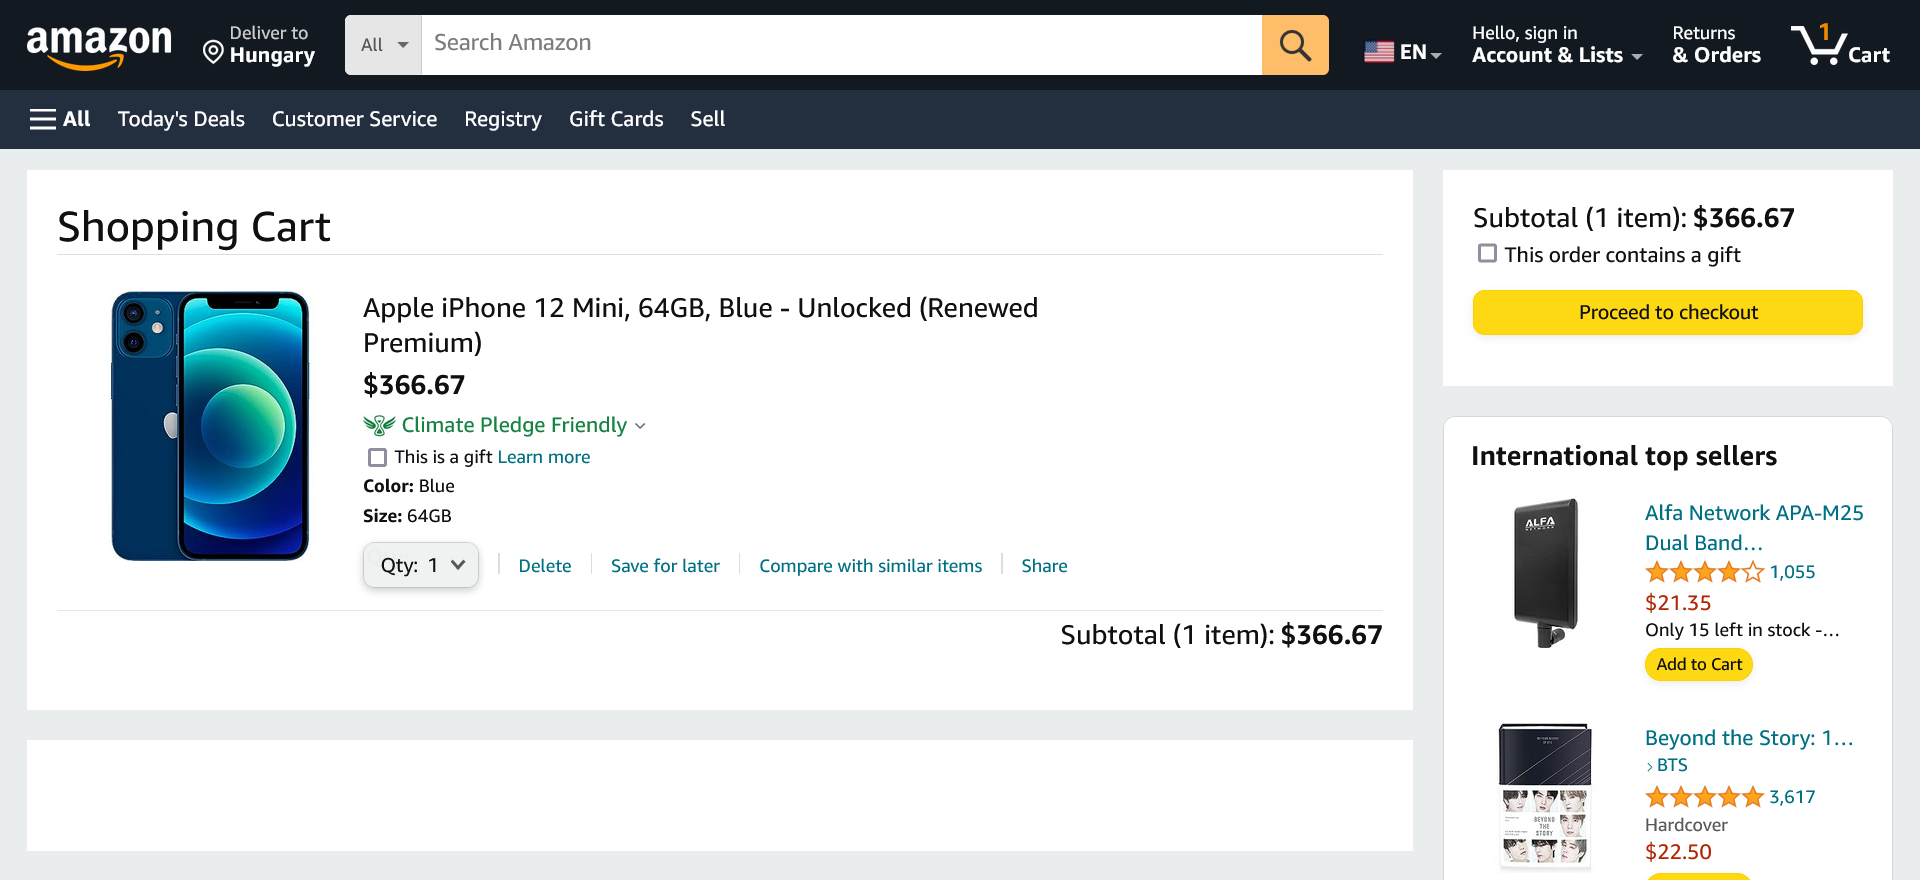 amazon
Deliver to
Hungary
All
Search Amazon
EN
Hello, sign in
Account & Lists
Returns
& Orders
1
Cart
All
Today's Deals
Customer Service
Registry
Gift Cards
Sell
Shopping Cart
Apple iPhone 12 Mini, 64GB, Blue - Unlocked (Renewed
Premium)
$366.67
Climate Pledge Friendly
This is a gift Learn more
Color: Blue
Size: 64GB
Qty: 1
Delete
Save for later
Compare with similar items
Share
Subtotal (1 item): $366.67
Subtotal (1 item): $366.67
This order contains a gift
Proceed to checkout
International top sellers
ALFA
NETWORK
Alfa Network APA-M25
Dual Band…
1,055
$21.35
Only 15 left in stock -…
Add to Cart
BEYOND
THE
STORY
Beyond the Story: 1…
› BTS
3,617
Hardcover
$22.50